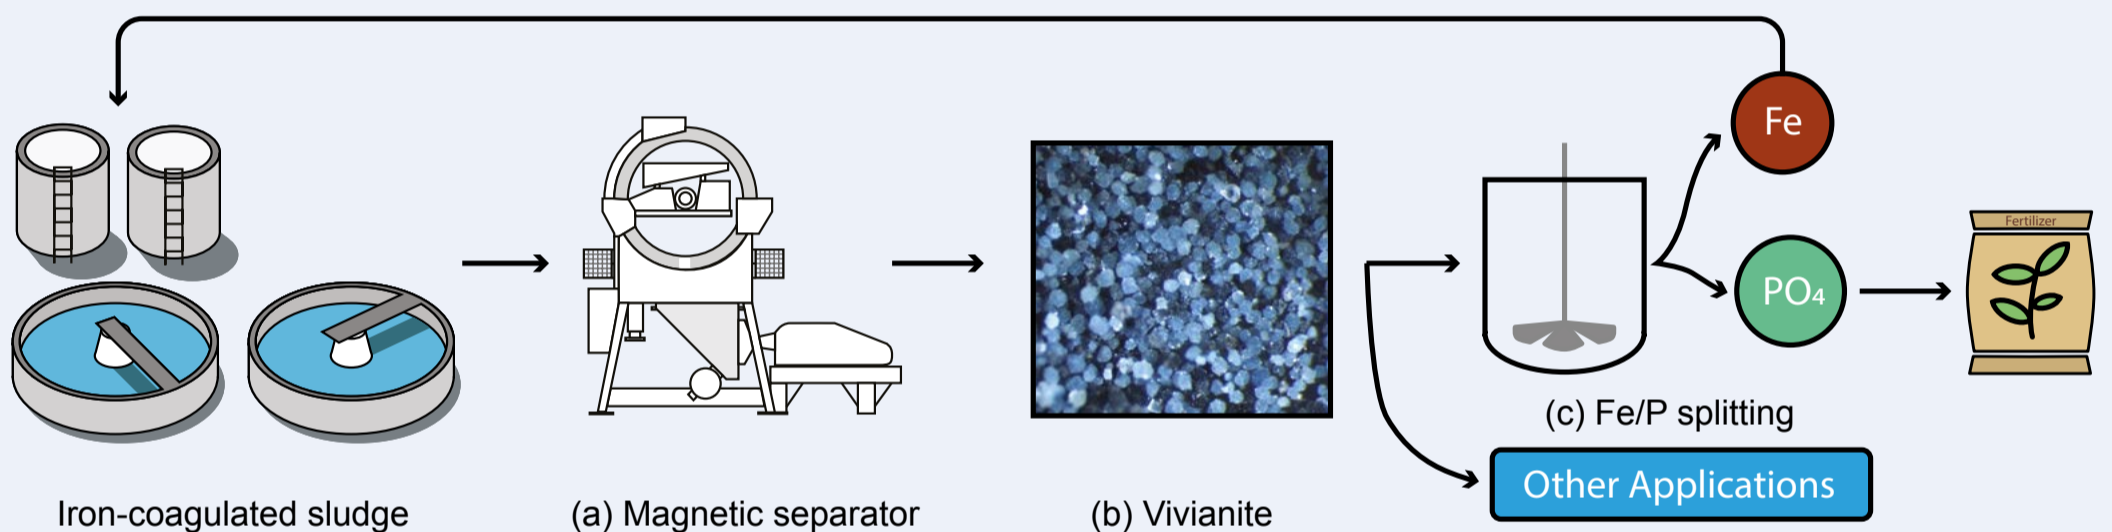 Fe
Fertilizer
PO₄
(c) Fe/P splitting
Other Applications
Iron-coagulated sludge
(a) Magnetic separator
(b) Vivianite